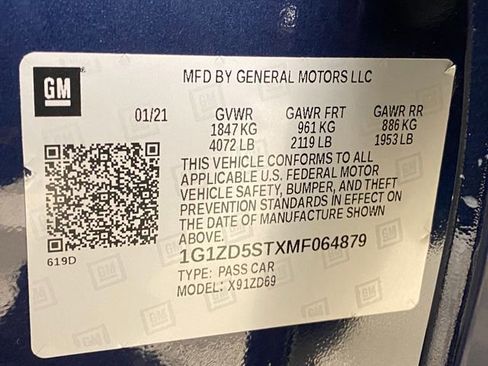 GM
MFD BY GENERAL MOTORS LLC
01/21 GVWR GAWR FRT GAWR RR
1847 KG 961 KG 886 KG
4072 LB 2119 LB 1953 LB
THIS VEHICLE CONFORMS TO ALL
APPLICABLE U.S. FEDERAL MOTOR
VEHICLE SAFETY, BUMPER, AND THEFT
PREVENTION STANDARDS IN EFFECT ON
THE DATE OF MANUFACTURE SHOWN
ABOVE.
619D
1G1ZD5STXMF064879
TYPE: PASS CAR
MODEL: X91ZD69